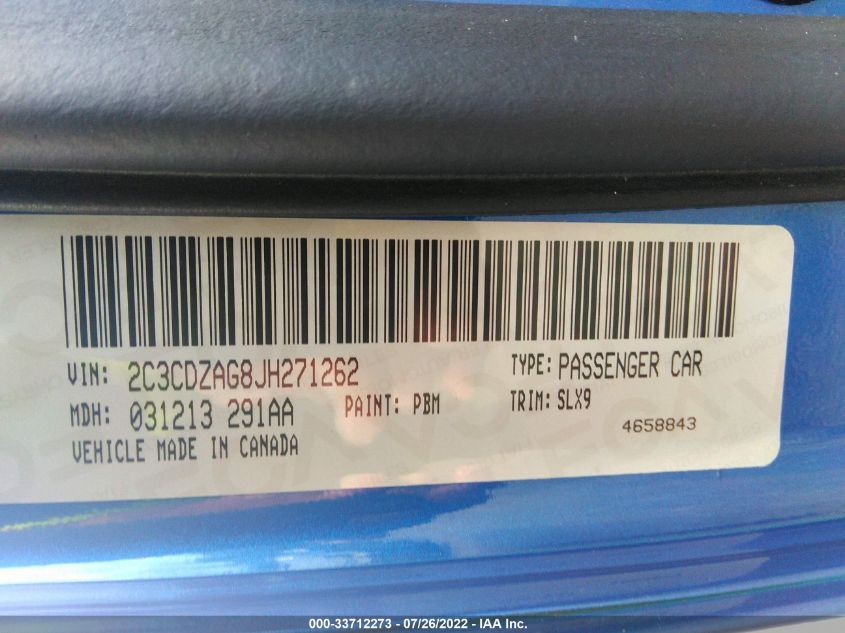 VIN: 2C3CDZAG8JH271262 TYPE: PASSENGER CAR
MDH: 031213 291AA PAINT: PBM TRIM: SLX9
VEHICLE MADE IN CANADA 4658843
000-33712273 / 07/26/2022 / IAA Inc.